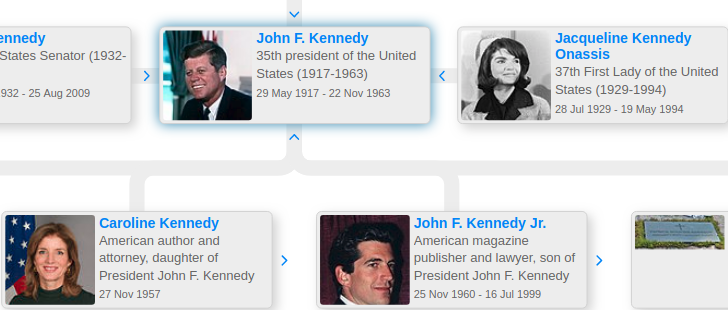 ennedy
States Senator (1932-
932 - 25 Aug 2009
John F. Kennedy
35th president of the United
States (1917-1963)
29 May 1917 - 22 Nov 1963
Jacqueline Kennedy
Onassis
37th First Lady of the United
States (1929-1994)
28 Jul 1929 - 19 May 1994
Caroline Kennedy
American author and
attorney, daughter of
President John F. Kennedy
27 Nov 1957
John F. Kennedy Jr.
American magazine
publisher and lawyer, son of
President John F. Kennedy
25 Nov 1960 - 16 Jul 1999